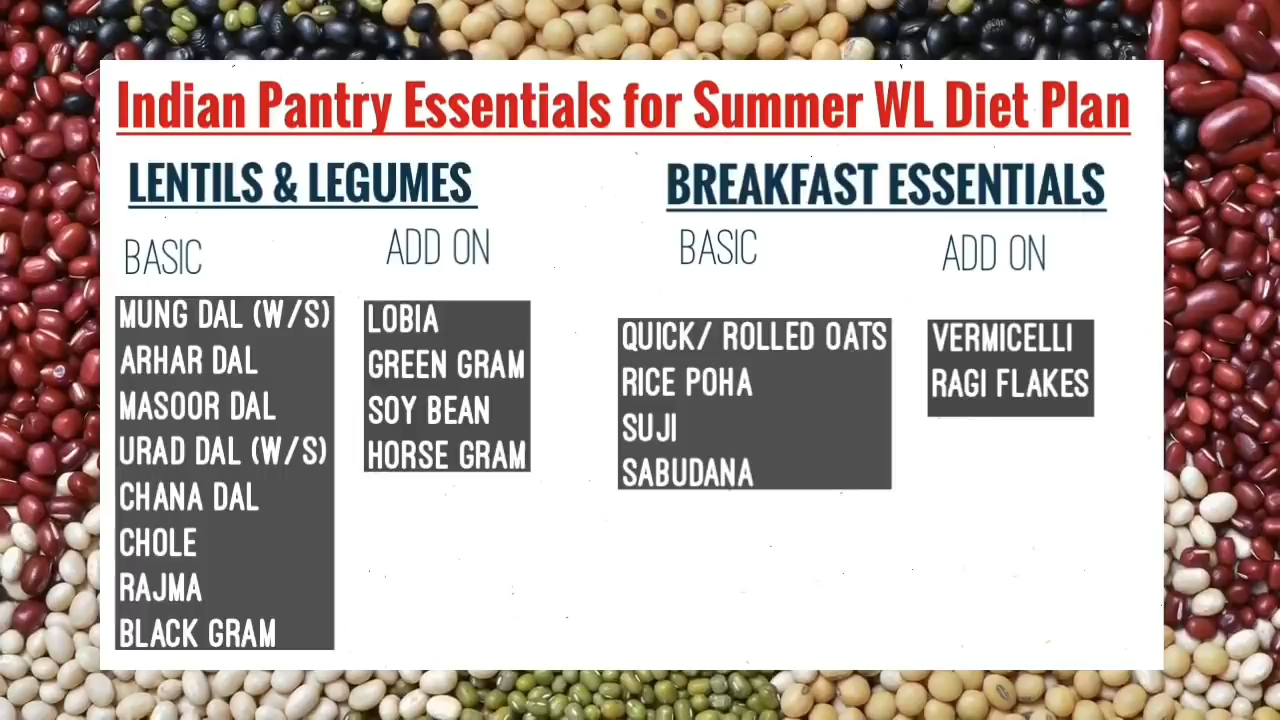 Indian Pantry Essentials for Summer WL Diet Plan
LENTILS & LEGUMES
BASIC
MUNG DAL (W/S)
ARHAR DAL
MASOOR DAL
URAD DAL (W/S)
CHANA DAL
CHOLE
RAJMA
BLACK GRAM
ADD ON
LOBIA
GREEN GRAM
SOY BEAN
HORSE GRAM
BREAKFAST ESSENTIALS
BASIC
QUICK/ ROLLED OATS
RICE POHA
SUJI
SABUDANA
ADD ON
VERMICELLI
RAGI FLAKES